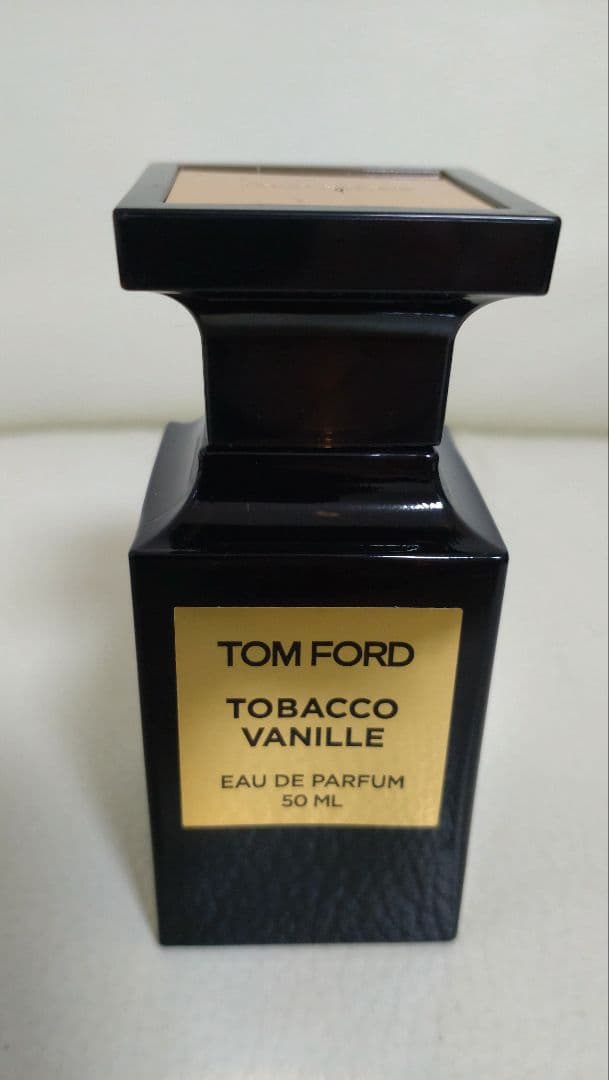 TOM FORD
TOBACCO
VANILLE
EAU DE PARFUM
50 ML